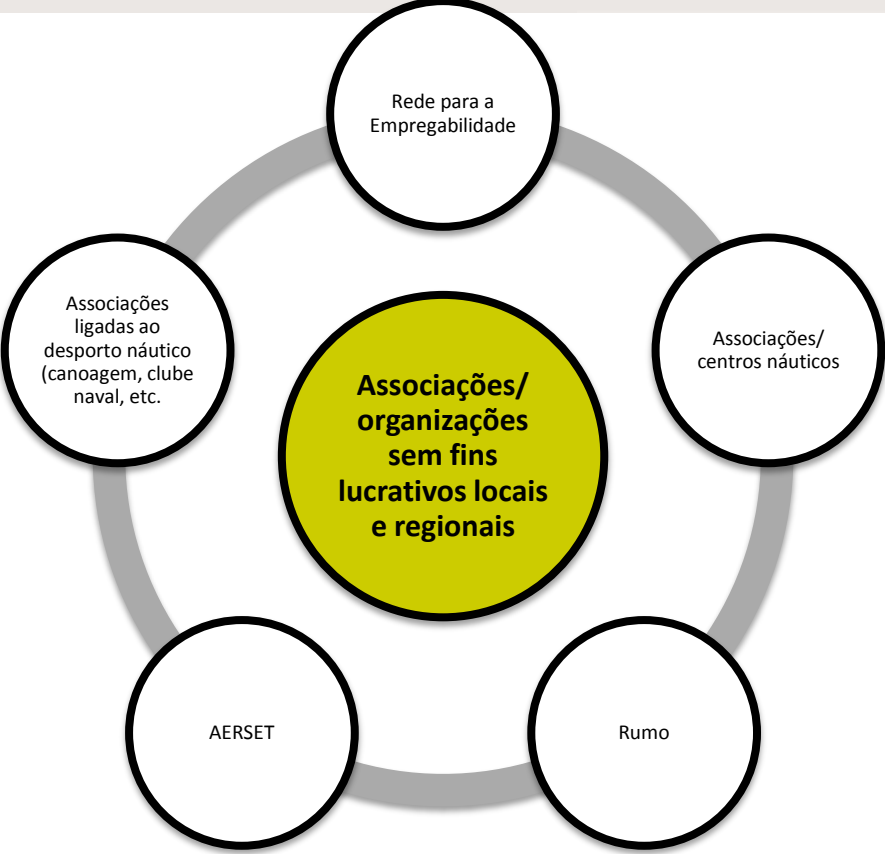 Rede para a
Empregabilidade
Associações
ligadas ao
desporto náutico
(canoagem, clube
naval, etc.
Associações/
centros náuticos
Associações/
organizações
sem fins
lucrativos locais
e regionais
AERSET
Rumo